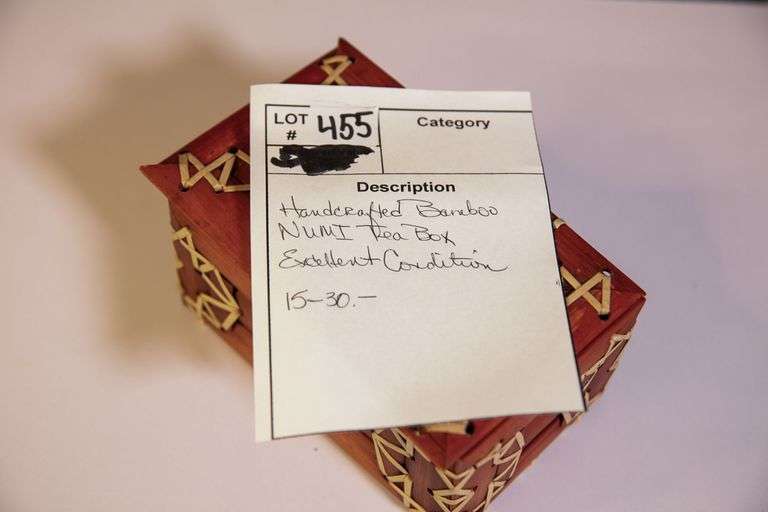 LOT # 455
Category
Description
Handcrafted Bamboo
NUMI Tea Box
Excellent Condition
15-30.-